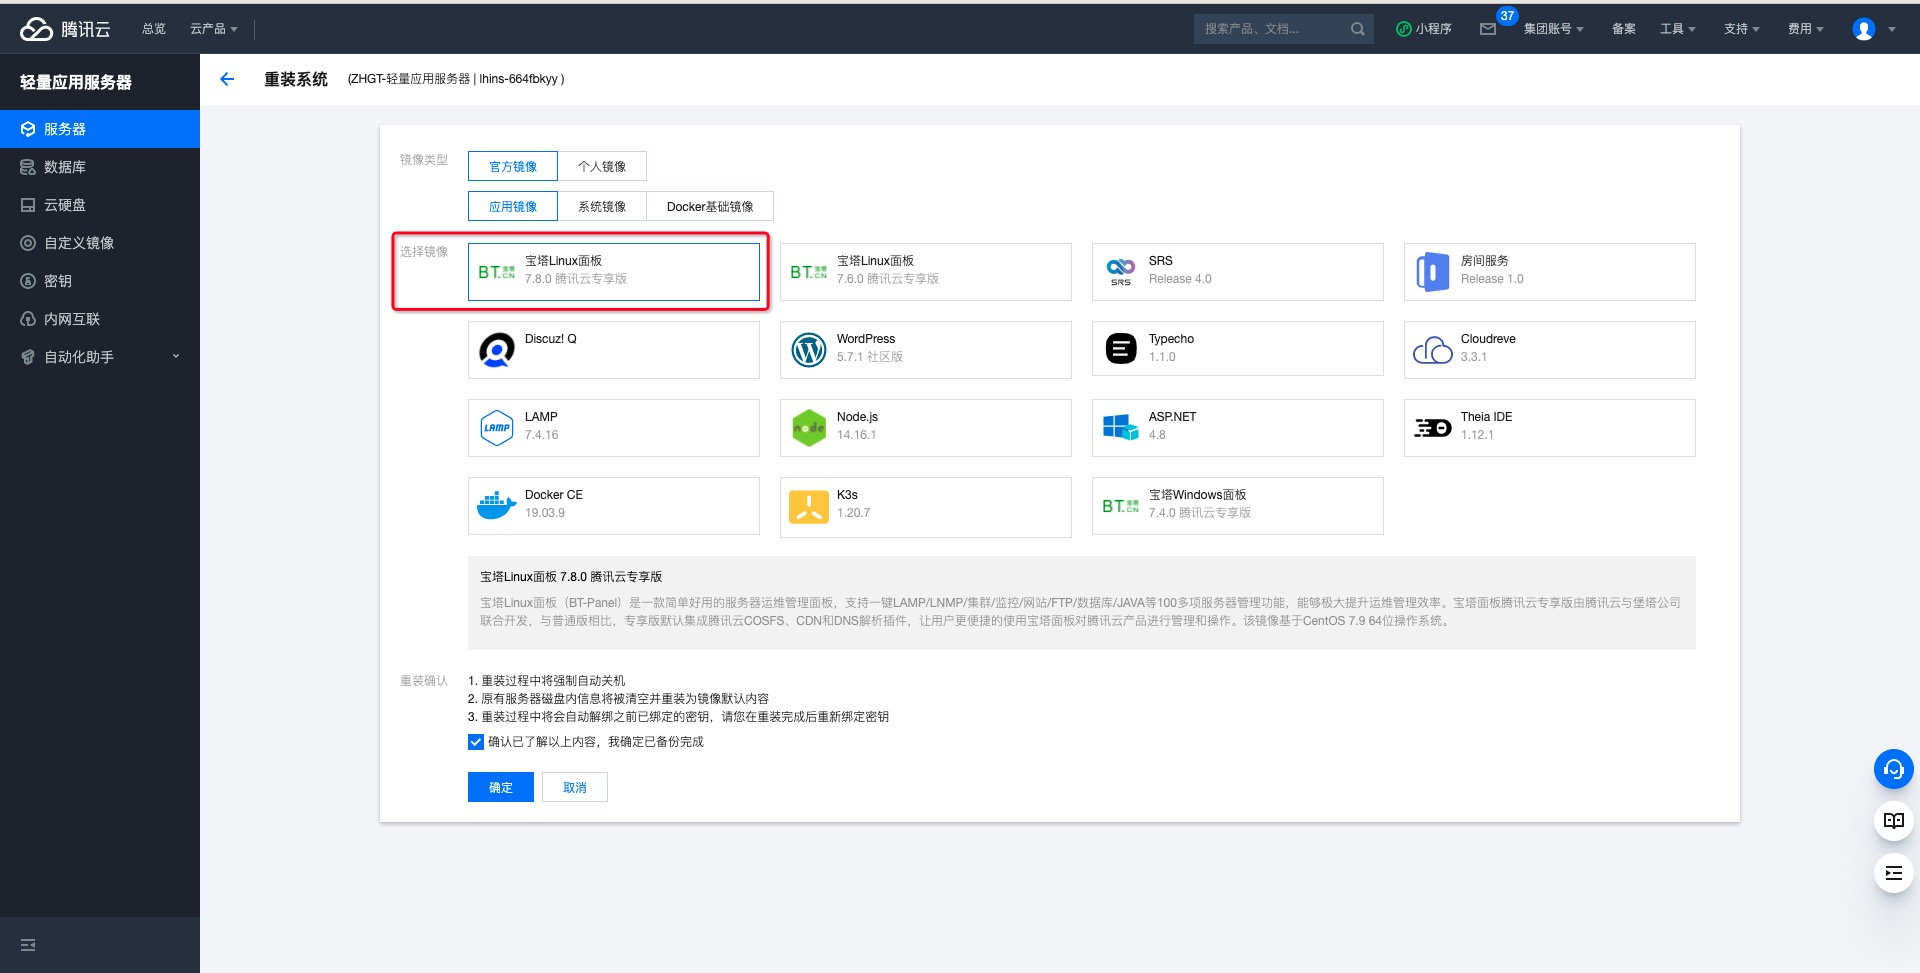 腾讯云
总览
云产品
搜索产品、文档...
小程序
37
集团账号
备案
工具
支持
费用
轻量应用服务器
服务器
数据库
云硬盘
自定义镜像
密钥
内网互联
自动化助手
重装系统
(ZHGT-轻量应用服务器 | lhins-664fbkyy )
镜像类型
官方镜像
个人镜像
应用镜像
系统镜像
Docker基础镜像
选择镜像
BT.宝塔.CN
宝塔Linux面板
7.8.0 腾讯云专享版
BT.宝塔.CN
宝塔Linux面板
7.6.0 腾讯云专享版
SRS
SRS
Release 4.0
房间服务
Release 1.0
Discuz! Q
WordPress
5.7.1 社区版
Typecho
1.1.0
Cloudreve
3.3.1
LAMP
LAMP
7.4.16
node
Node.js
14.16.1
ASP.NET
4.8
Theia IDE
1.12.1
Docker CE
19.03.9
K3s
1.20.7
BT.宝塔.CN
宝塔Windows面板
7.4.0 腾讯云专享版
宝塔Linux面板 7.8.0 腾讯云专享版
宝塔Linux面板（BT-Panel）是一款简单好用的服务器运维管理面板，支持一键LAMP/LNMP/集群/监控/网站/FTP/数据库/JAVA等100多项服务器管理功能，能够极大提升运维管理效率。宝塔面板腾讯云专享版由腾讯云与堡塔公司
联合开发，与普通版相比，专享版默认集成腾讯云COSFS、CDN和DNS解析插件，让用户更便捷的使用宝塔面板对腾讯云产品进行管理和操作。该镜像基于CentOS 7.9 64位操作系统。
重装确认
1. 重装过程中将强制自动关机
2. 原有服务器磁盘内信息将被清空并重装为镜像默认内容
3. 重装过程中将会自动解绑之前已绑定的密钥，请您在重装完成后重新绑定密钥
确认已了解以上内容，我确定已备份完成
确定
取消